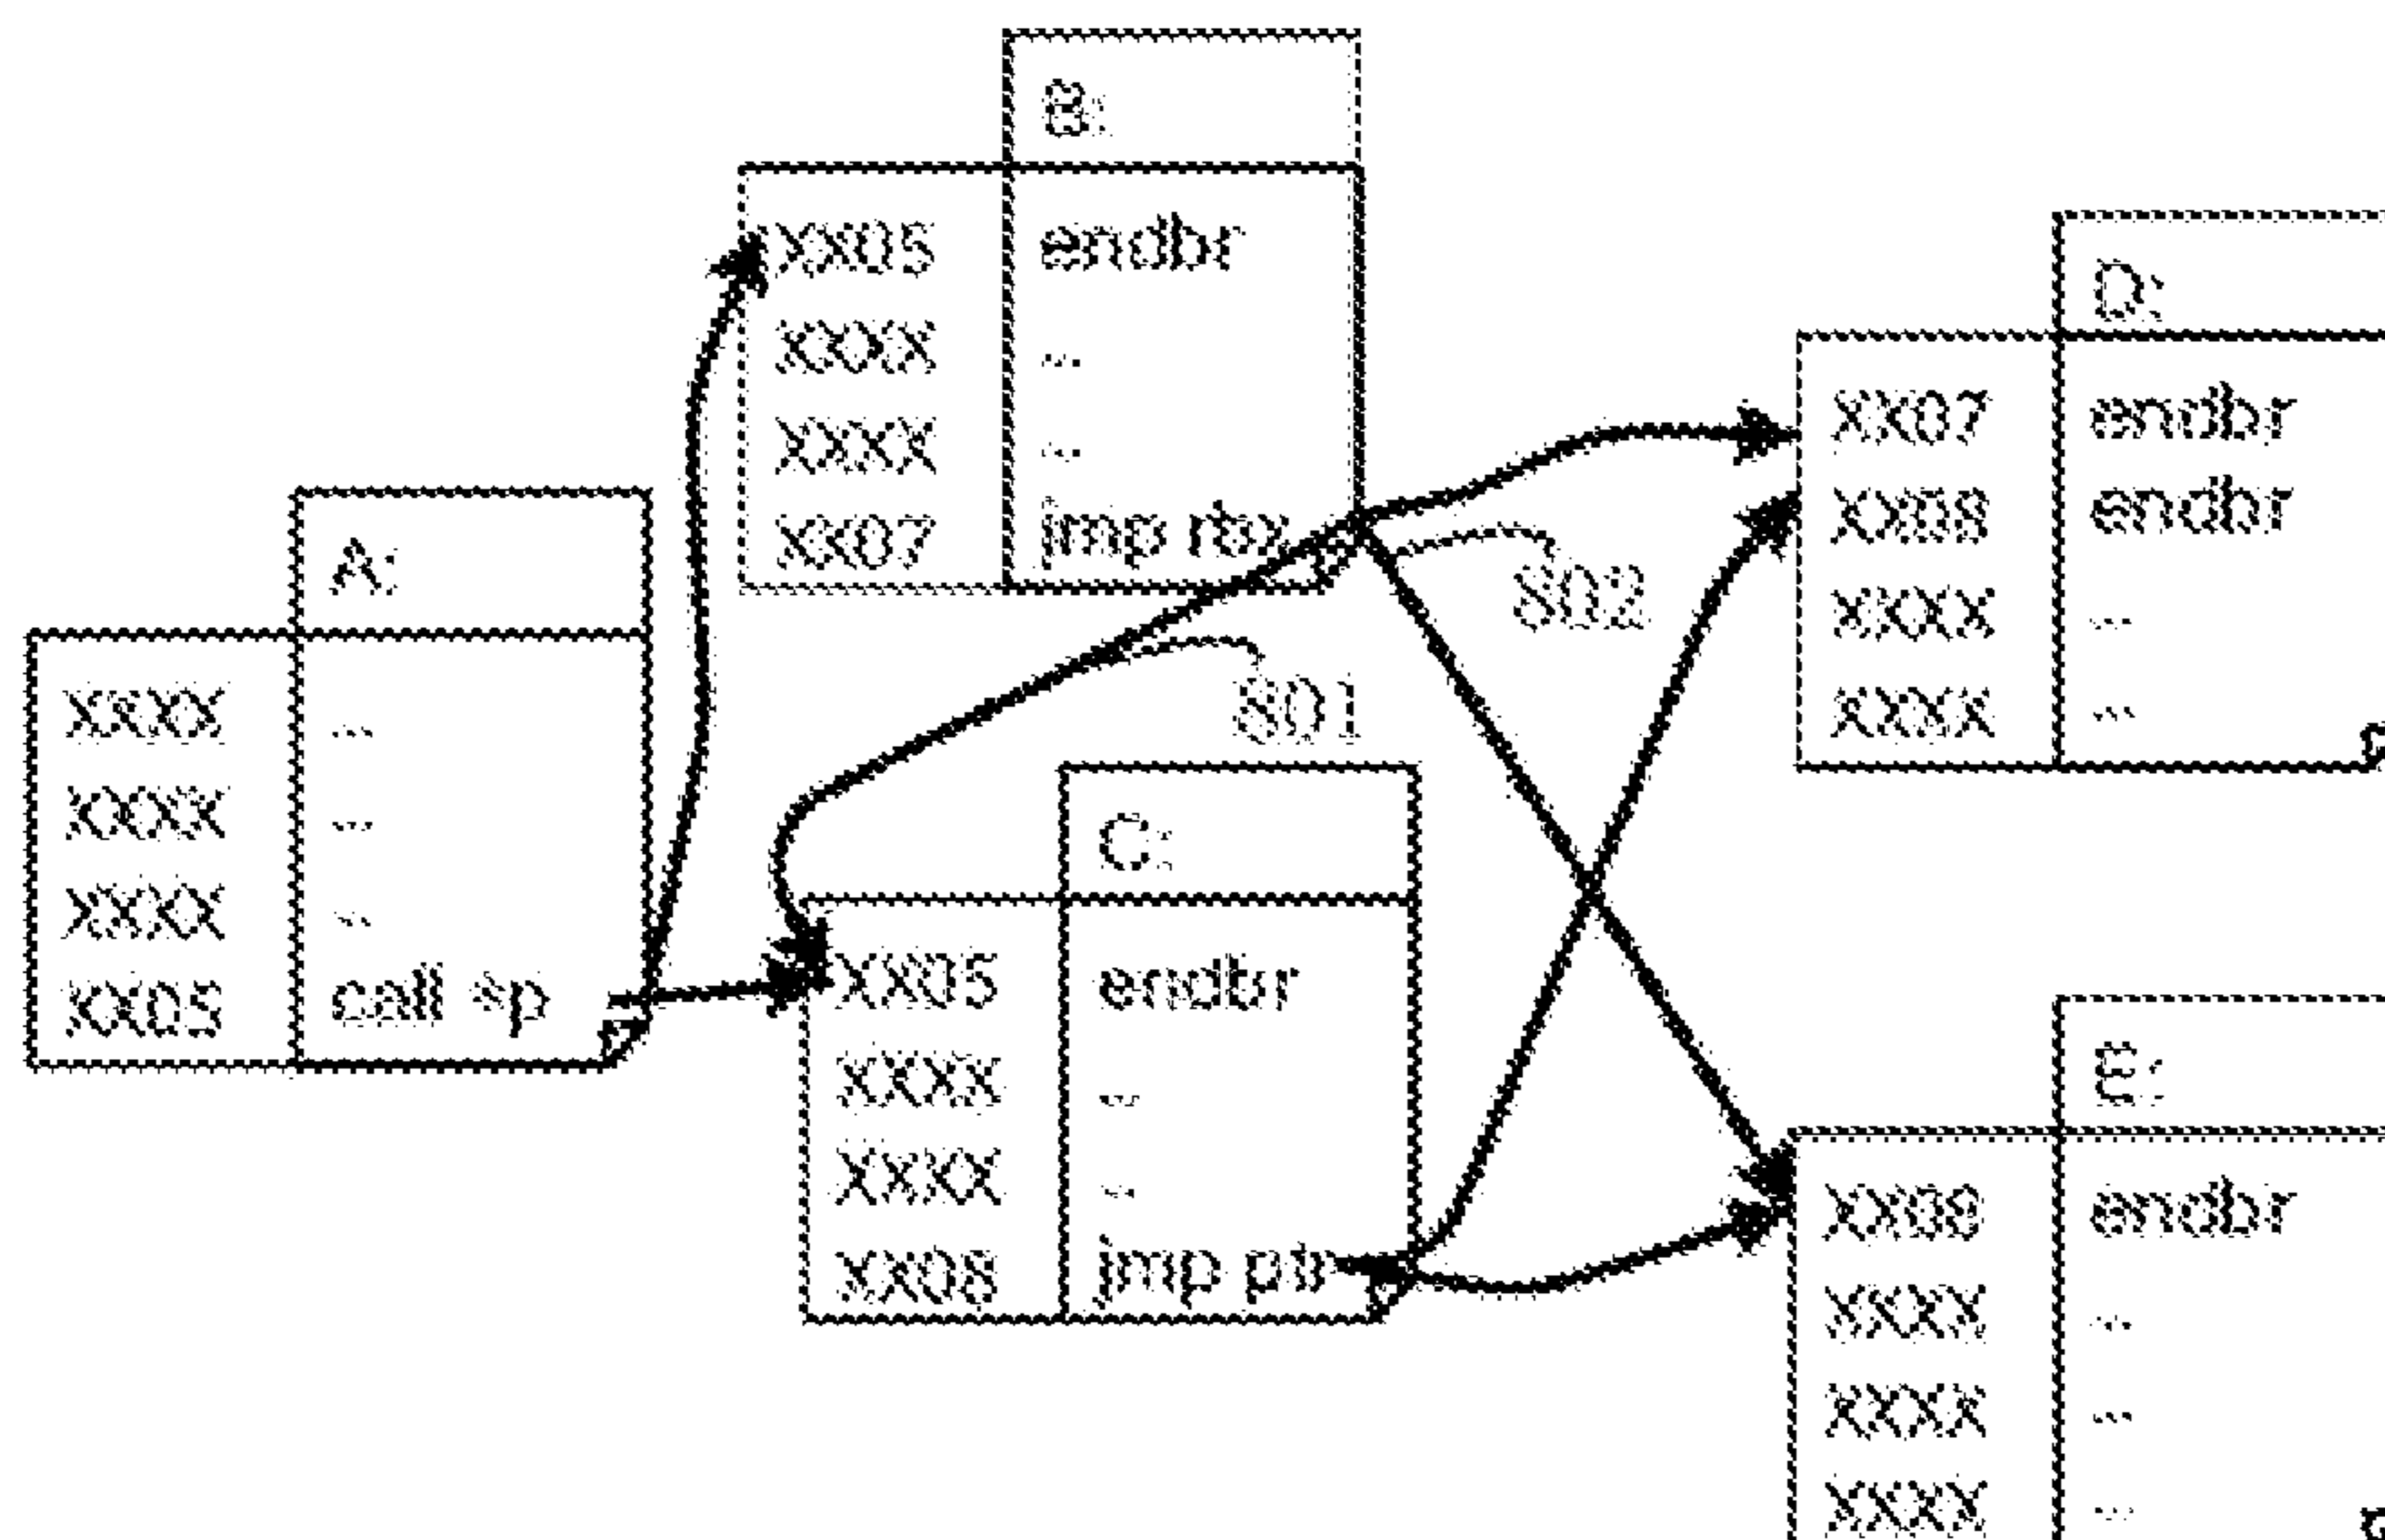 B:
XX05 endbr
XXXX ...
XXXX ...
XX07 jmp rbx
D:
XX07 endbr
XX08 endbr
XXXX ...
XXXX ...
802
801
A:
XXXX ...
XXXX ...
XXXX ...
XX05 call *p
C:
XX05 endbr
XXXX ...
XXXX ...
XX08 jmp ptr
E:
endbr
XXXX ...
XXXX ...
XXXX ...